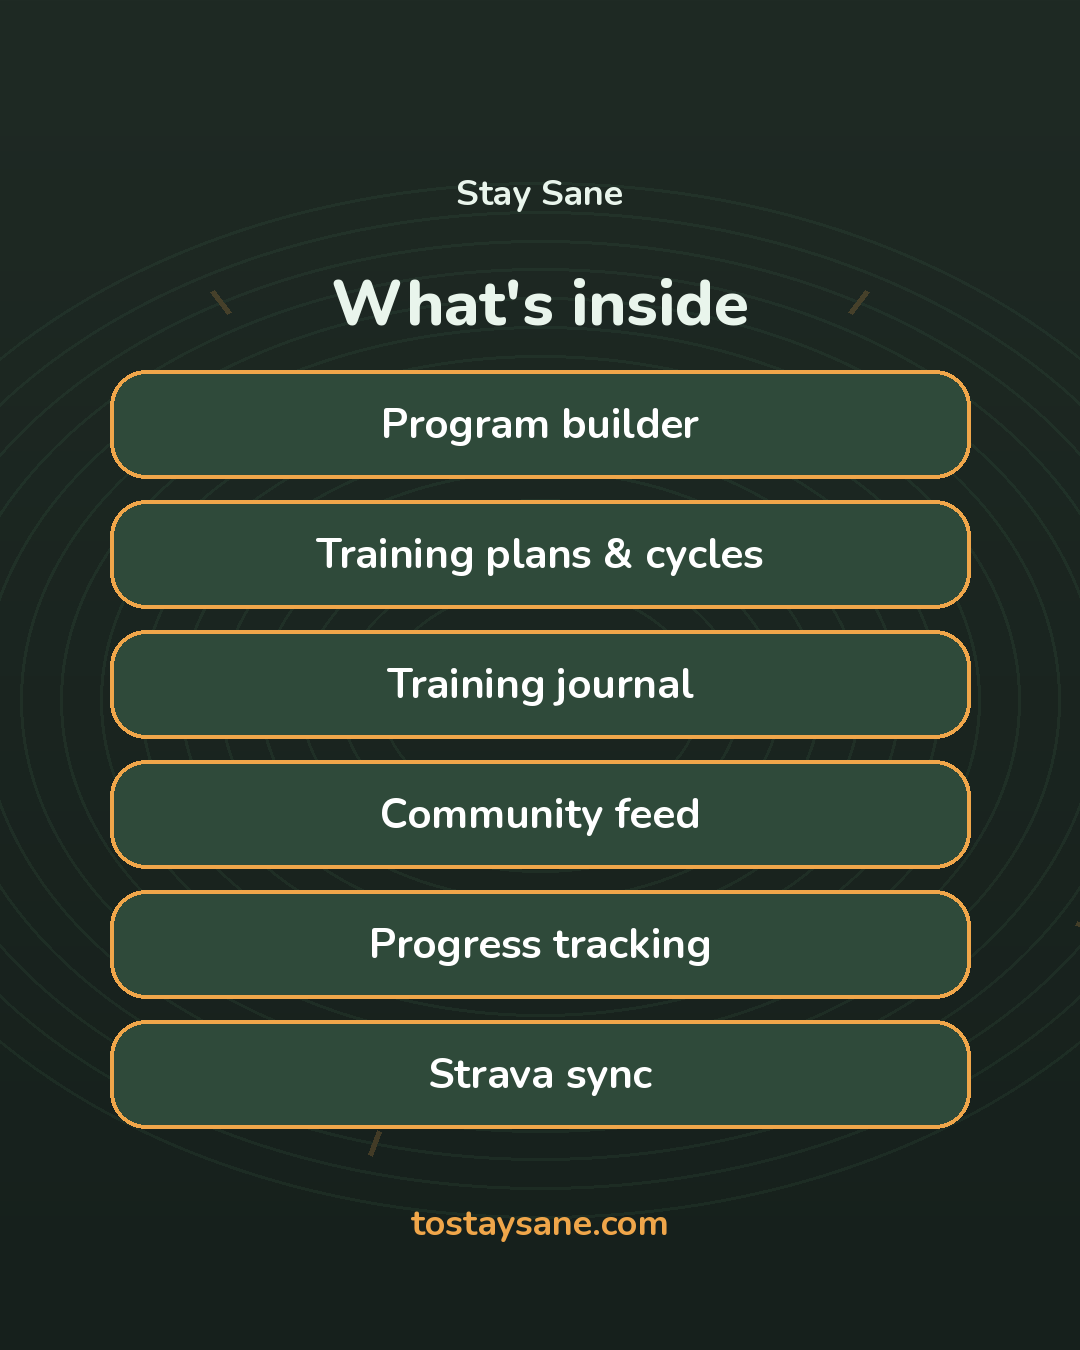 Stay Sane
What's inside
Program builder
Training plans & cycles
Training journal
Community feed
Progress tracking
Strava sync
tostaysane.com